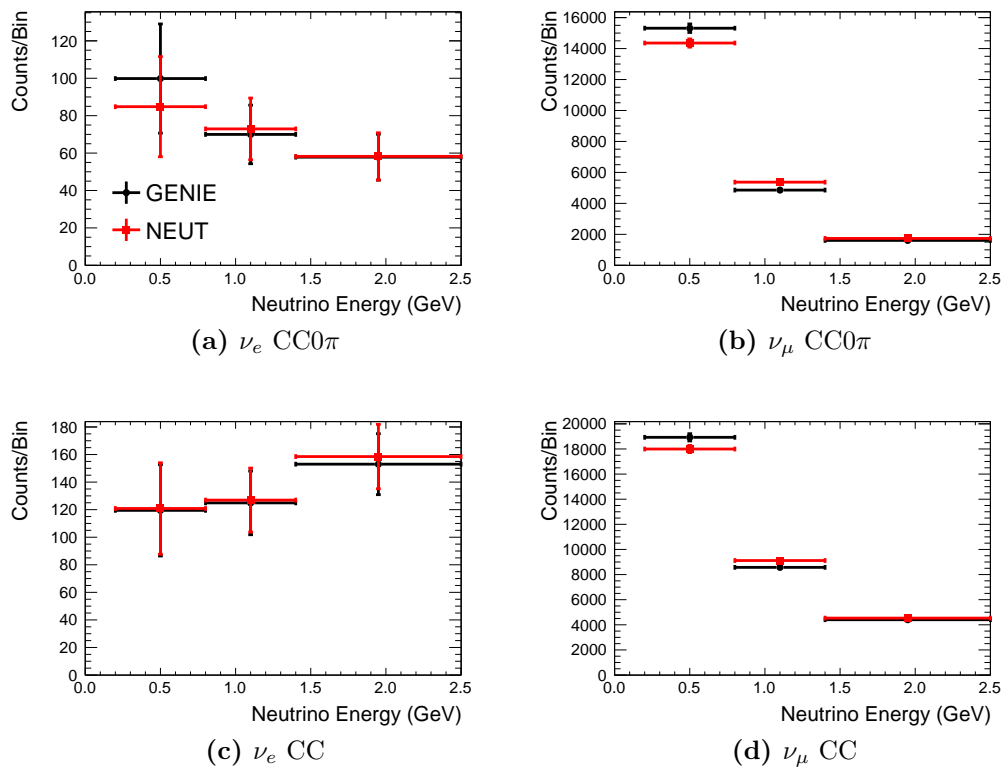 Counts/Bin
120
100
80
60
40
20
0
GENIE
NEUT
0.0 0.5 1.0 1.5 2.0 2.5
Neutrino Energy (GeV)
(a) νₑ CC0π
Counts/Bin
16000
14000
12000
10000
8000
6000
4000
2000
0
0.0 0.5 1.0 1.5 2.0 2.5
Neutrino Energy (GeV)
(b) ν_μ CC0π
Counts/Bin
180
160
140
120
100
80
60
40
20
0
0.0 0.5 1.0 1.5 2.0 2.5
Neutrino Energy (GeV)
(c) νₑ CC
Counts/Bin
20000
18000
16000
14000
12000
10000
8000
6000
4000
2000
0
0.0 0.5 1.0 1.5 2.0 2.5
Neutrino Energy (GeV)
(d) ν_μ CC